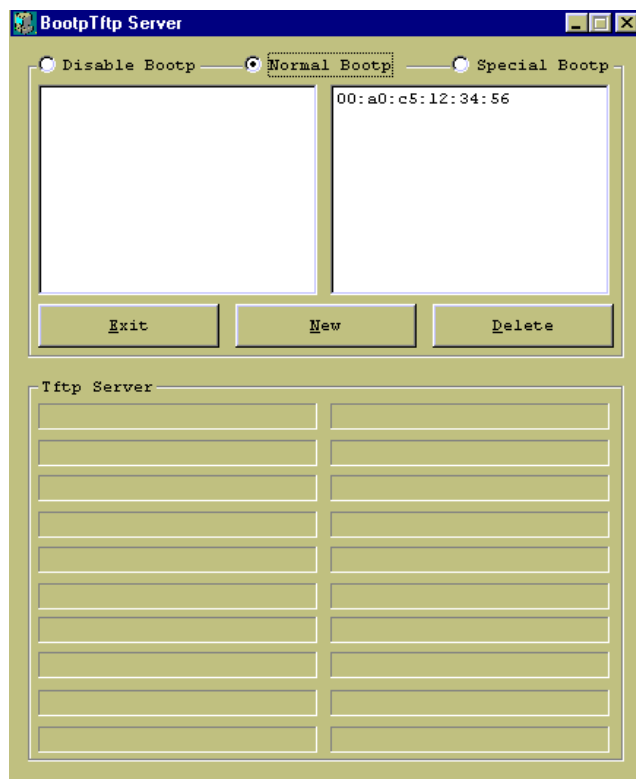 BootpTftp Server
Disable Bootp Normal Bootp Special Bootp
00:a0:c5:12:34:56
Exit New Delete
Tftp Server